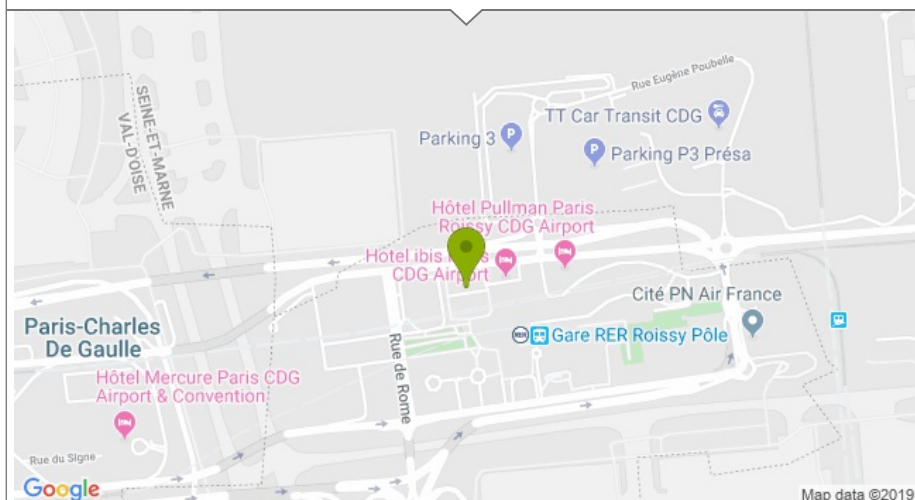 Rue Eugène Poubelle
SEINE-ET-MARNE
VAL-D'OISE
TT Car Transit CDG
Parking 3
Parking P3 Présa
Hôtel Pullman Paris
Roissy CDG Airport
Hotel ibis
CDG Airport
Cité PN Air France
Paris-Charles
De Gaulle
RER
Gare RER Roissy Pôle
Rue de Rome
Hôtel Mercure Paris CDG
Airport & Convention
Rue du Signe
Google
Map data ©2019